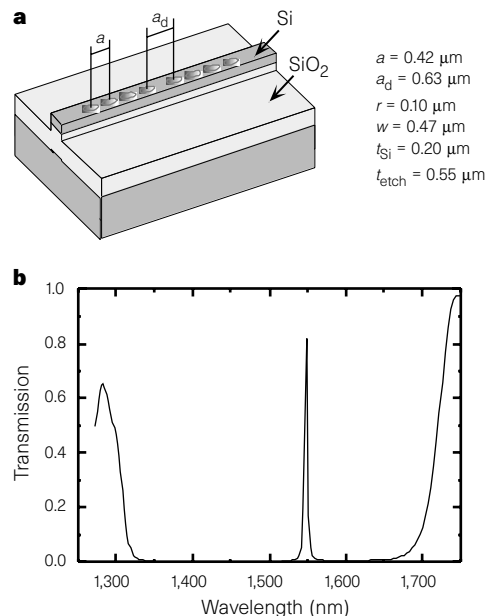 a
a
a_d
Si
SiO₂
a = 0.42 µm
a_d = 0.63 µm
r = 0.10 µm
w = 0.47 µm
t_Si = 0.20 µm
t_etch = 0.55 µm
b
1.0
0.8
0.6
0.4
0.2
0.0
Transmission
1,300 1,400 1,500 1,600 1,700
Wavelength (nm)